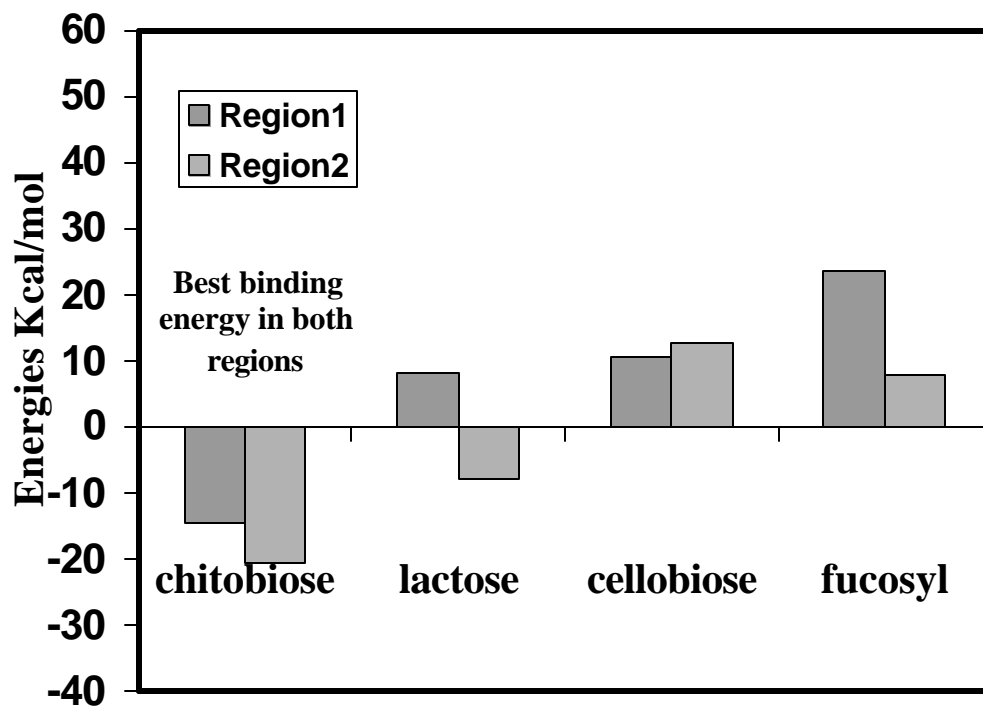 60
50
40
30
20
10
0
-10
-20
-30
-40
Energies Kcal/mol
Region1
Region2
Best binding
energy in both
regions
chitobiose lactose cellobiose fucosyl